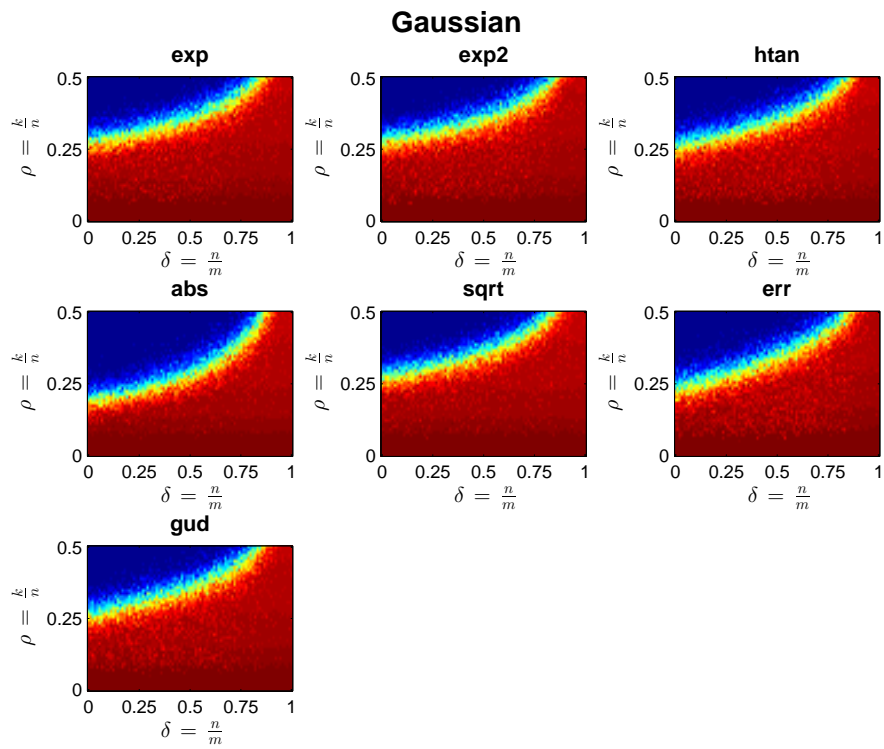 Gaussian
exp exp2 htan
0.5 0.5 0.5
ρ = k/n ρ = k/n ρ = k/n
0.25 0.25 0.25
0 0 0
0 0.25 0.5 0.75 1 0 0.25 0.5 0.75 1 0 0.25 0.5 0.75 1
δ = n/m δ = n/m δ = n/m
abs sqrt err
0.5 0.5 0.5
ρ = k/n ρ = k/n ρ = k/n
0.25 0.25 0.25
0 0 0
0 0.25 0.5 0.75 1 0 0.25 0.5 0.75 1 0 0.25 0.5 0.75 1
δ = n/m δ = n/m δ = n/m
gud
0.5
ρ = k/n
0.25
0
0 0.25 0.5 0.75 1
δ = n/m